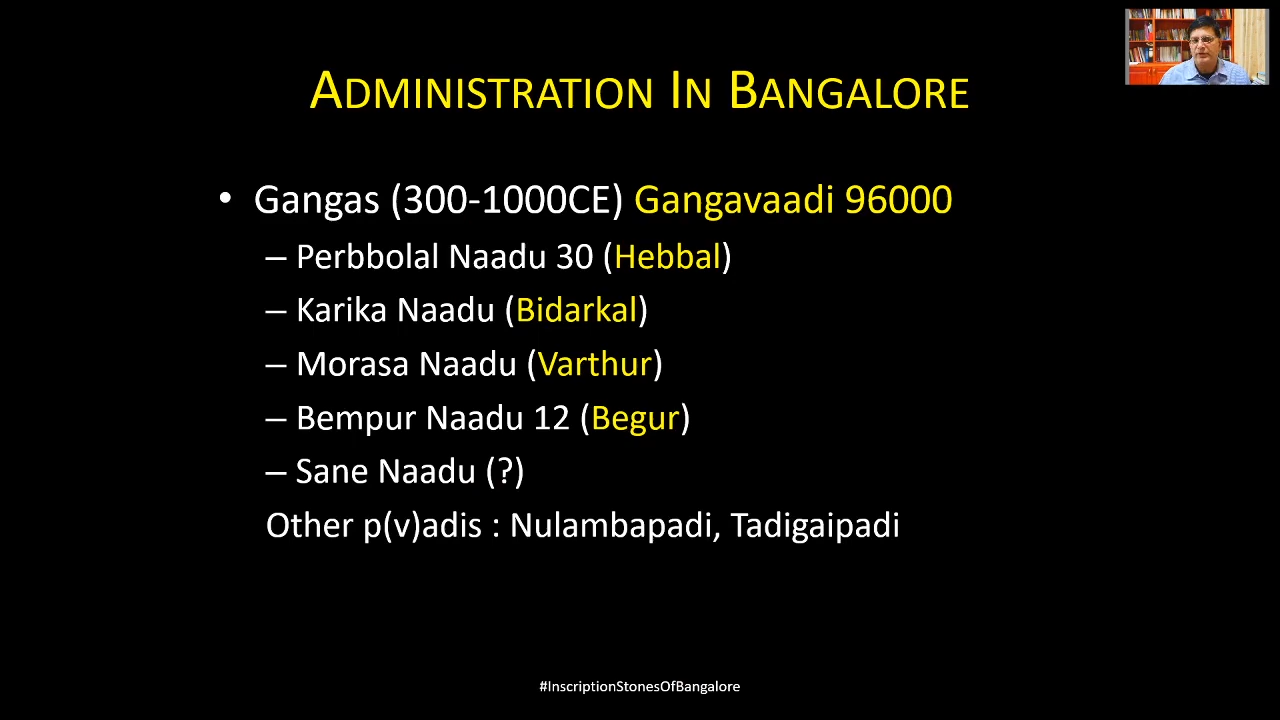 ADMINISTRATION IN BANGALORE
• Gangas (300-1000CE) Gangavaadi 96000
– Perbbolal Naadu 30 (Hebbal)
– Karika Naadu (Bidarkal)
– Morasa Naadu (Varthur)
– Bempur Naadu 12 (Begur)
– Sane Naadu (?)
Other p(v)adis : Nulambapadi, Tadigaipadi
#InscriptionStonesOfBangalore